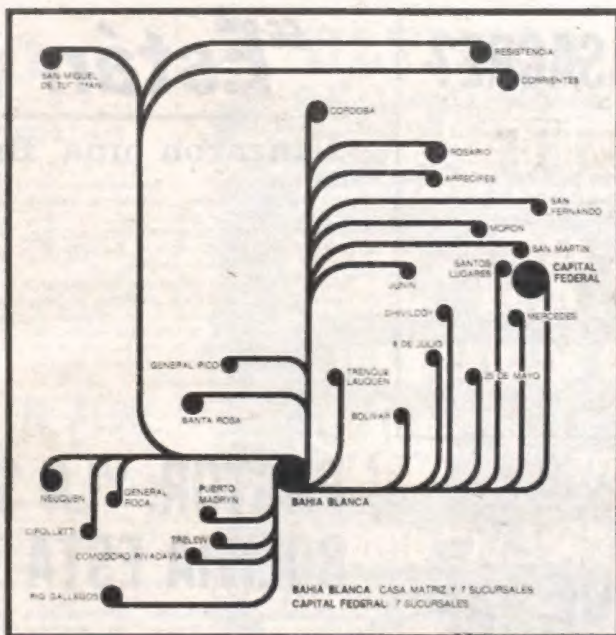 RESISTENCIA
SAN MIGUEL
DE TUCUMAN
CORRIENTES
CORDOBA
ROSARIO
ARRECIFES
SAN
FERNANDO
MORON
SAN MARTIN
SANTOS
LUGARES
CAPITAL
FEDERAL
JUNIN
CHIVILCOY
MERCEDES
9 DE JULIO
GENERAL PICO
TRENQUE
LAUQUEN
25 DE MAYO
SANTA ROSA
BOLIVAR
NEUQUEN
GENERAL
ROCA
PUERTO
MADRYN
BAHIA BLANCA
CIPOLLETTI
TRELEW
COMODORO RIVADAVIA
RIO GALLEGOS
BAHIA BLANCA: CASA MATRIZ Y 7 SUCURSALES
CAPITAL FEDERAL: 7 SUCURSALES